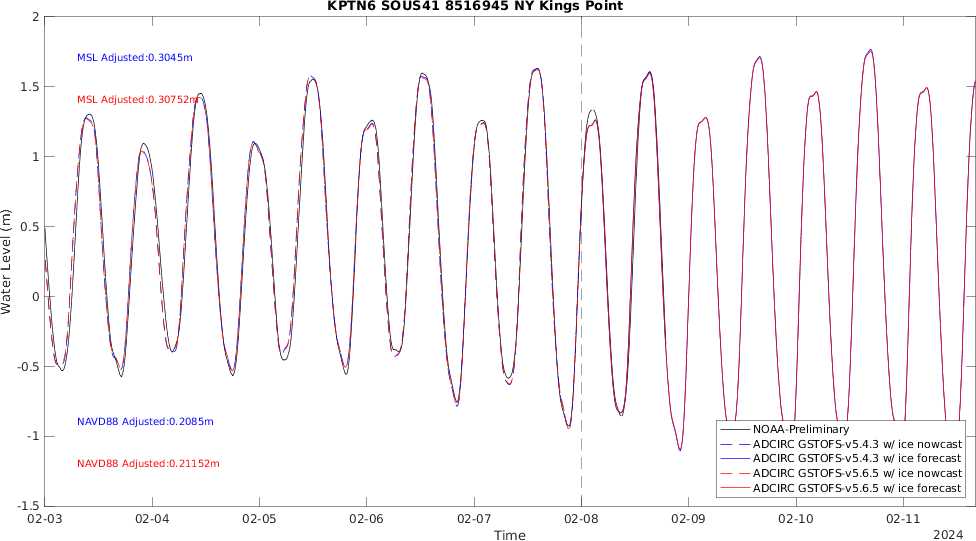 KPTN6 SOUS41 8516945 NY Kings Point
2
MSL Adjusted:0.3045m
1.5
MSL Adjusted:0.30752m
1
0.5
Water Level (m)
0
-0.5
NAVD88 Adjusted:0.2085m
-1
NAVD88 Adjusted:0.21152m
-1.5
NOAA-Preliminary
ADCIRC GSTOFS-v5.4.3 w/ ice nowcast
ADCIRC GSTOFS-v5.4.3 w/ ice forecast
ADCIRC GSTOFS-v5.6.5 w/ ice nowcast
ADCIRC GSTOFS-v5.6.5 w/ ice forecast
02-03 02-04 02-05 02-06 02-07 02-08 02-09 02-10 02-11
Time
2024